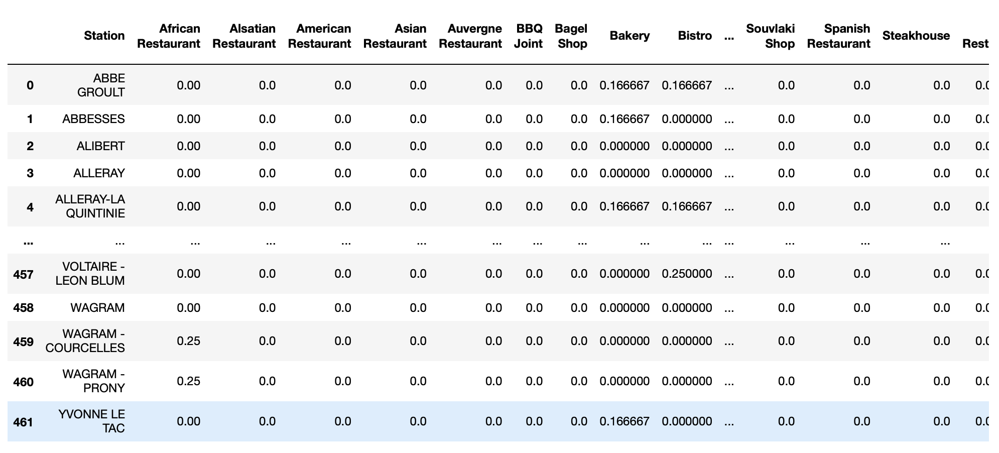 Station African Restaurant Alsatian Restaurant American Restaurant Asian Restaurant Auvergne Restaurant BBQ Joint Bagel Shop Bakery Bistro ... Souvlaki Shop Spanish Restaurant Steakhouse Rest
0 ABBE GROULT 0.00 0.0 0.0 0.0 0.0 0.0 0.0 0.166667 0.166667 ... 0.0 0.0 0.0 0.0
1 ABBESSES 0.00 0.0 0.0 0.0 0.0 0.0 0.0 0.166667 0.000000 ... 0.0 0.0 0.0 0.0
2 ALIBERT 0.00 0.0 0.0 0.0 0.0 0.0 0.0 0.000000 0.000000 ... 0.0 0.0 0.0 0.0
3 ALLERAY 0.00 0.0 0.0 0.0 0.0 0.0 0.0 0.000000 0.000000 ... 0.0 0.0 0.0 0.0
4 ALLERAY-LA QUINTINIE 0.00 0.0 0.0 0.0 0.0 0.0 0.0 0.166667 0.166667 ... 0.0 0.0 0.0 0.0
... ... ... ... ... ... ... ... ... ... ... ... ... ... ...
457 VOLTAIRE - LEON BLUM 0.00 0.0 0.0 0.0 0.0 0.0 0.0 0.000000 0.250000 ... 0.0 0.0 0.0 0.0
458 WAGRAM 0.00 0.0 0.0 0.0 0.0 0.0 0.0 0.000000 0.000000 ... 0.0 0.0 0.0 0.0
459 WAGRAM - COURCELLES 0.25 0.0 0.0 0.0 0.0 0.0 0.0 0.000000 0.000000 ... 0.0 0.0 0.0 0.0
460 WAGRAM - PRONY 0.25 0.0 0.0 0.0 0.0 0.0 0.0 0.000000 0.000000 ... 0.0 0.0 0.0 0.0
461 YVONNE LE TAC 0.00 0.0 0.0 0.0 0.0 0.0 0.0 0.166667 0.000000 ... 0.0 0.0 0.0 0.0